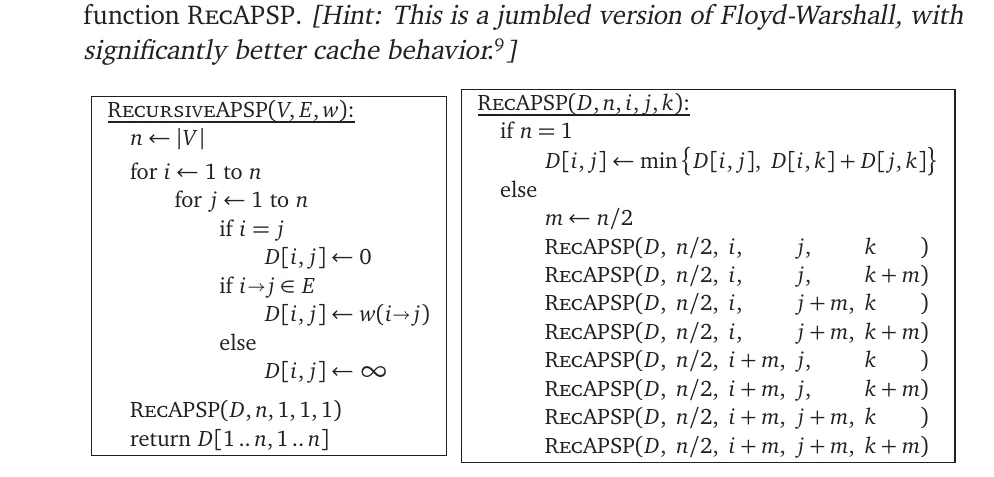 function RECAPSP. [Hint: This is a jumbled version of Floyd-Warshall, with
significantly better cache behavior.⁹]
RECURSIVEAPSP(V, E, w):
n ← |V|
for i ← 1 to n
for j ← 1 to n
if i = j
D[i, j] ← 0
if i→j ∈ E
D[i, j] ← w(i→j)
else
D[i, j] ← ∞
RECAPSP(D, n, 1, 1, 1)
return D[1 .. n, 1 .. n]
RECAPSP(D, n, i, j, k):
if n = 1
D[i, j] ← min {D[i, j], D[i, k] + D[j, k]}
else
m ← n/2
RECAPSP(D, n/2, i, j, k )
RECAPSP(D, n/2, i, j, k + m)
RECAPSP(D, n/2, i, j + m, k )
RECAPSP(D, n/2, i, j + m, k + m)
RECAPSP(D, n/2, i + m, j, k )
RECAPSP(D, n/2, i + m, j, k + m)
RECAPSP(D, n/2, i + m, j + m, k )
RECAPSP(D, n/2, i + m, j + m, k + m)